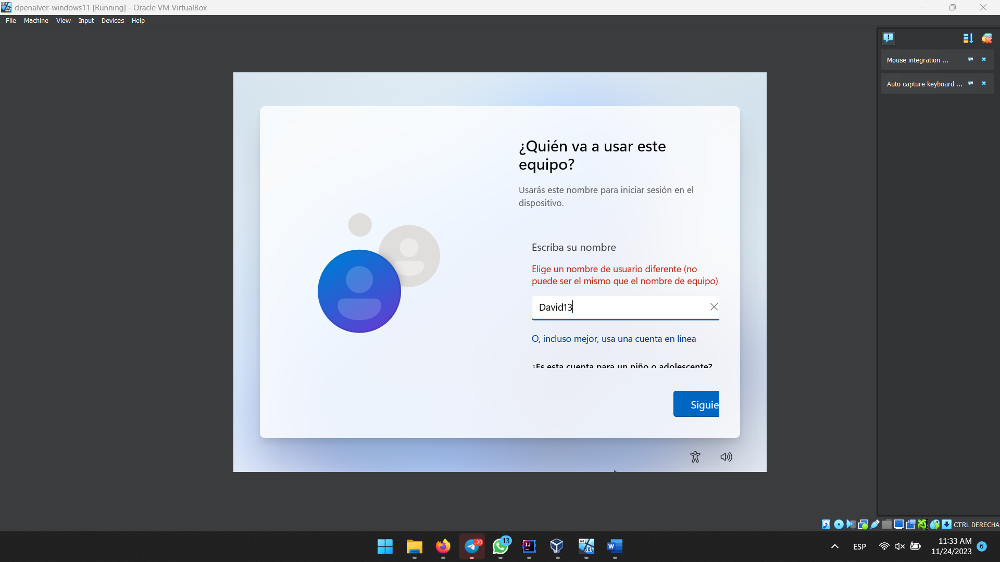 dpenalver-windows11 [Running] - Oracle VM VirtualBox
File Machine View Input Devices Help
Mouse integration ...
Auto capture keyboard ...
¿Quién va a usar este
equipo?
Usarás este nombre para iniciar sesión en el
dispositivo.
Escriba su nombre
Elige un nombre de usuario diferente (no
puede ser el mismo que el nombre de equipo).
David13
O, incluso mejor, usa una cuenta en línea
¿Es esta cuenta para un niño o adolescente?
Siguie
CTRL DERECHA
..20
13
IJ
64
11
W
ESP
11:33 AM
11/24/2023
6